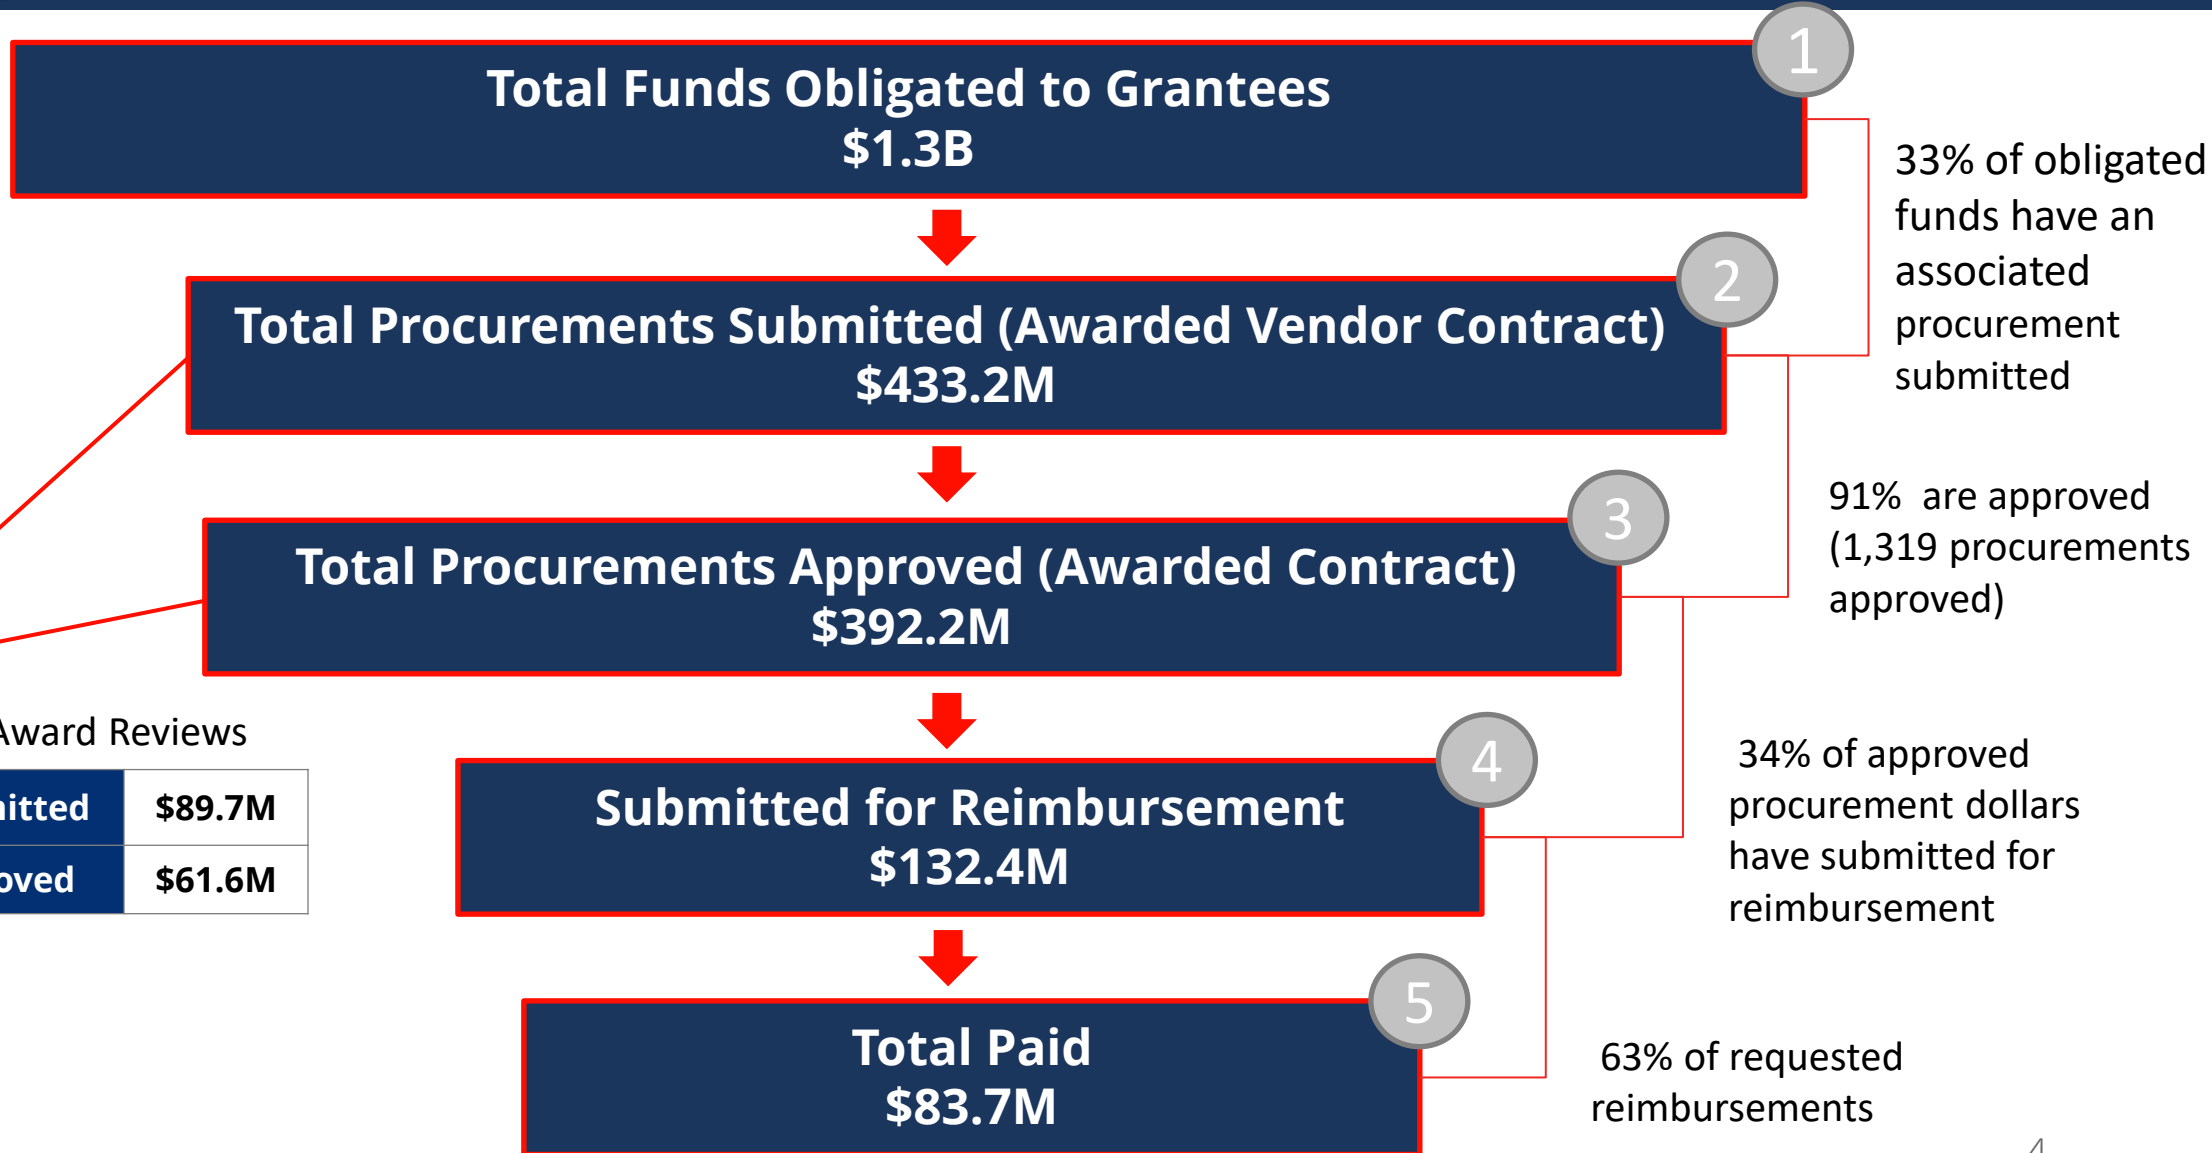 1
Total Funds Obligated to Grantees
$1.3B
33% of obligated
funds have an
associated
procurement
submitted
2
Total Procurements Submitted (Awarded Vendor Contract)
$433.2M
91% are approved
(1,319 procurements
approved)
3
Total Procurements Approved (Awarded Contract)
$392.2M
Award Reviews
$89.7M
$61.6M
34% of approved
procurement dollars
have submitted for
reimbursement
4
Submitted for Reimbursement
$132.4M
5
Total Paid
$83.7M
63% of requested
reimbursements
4